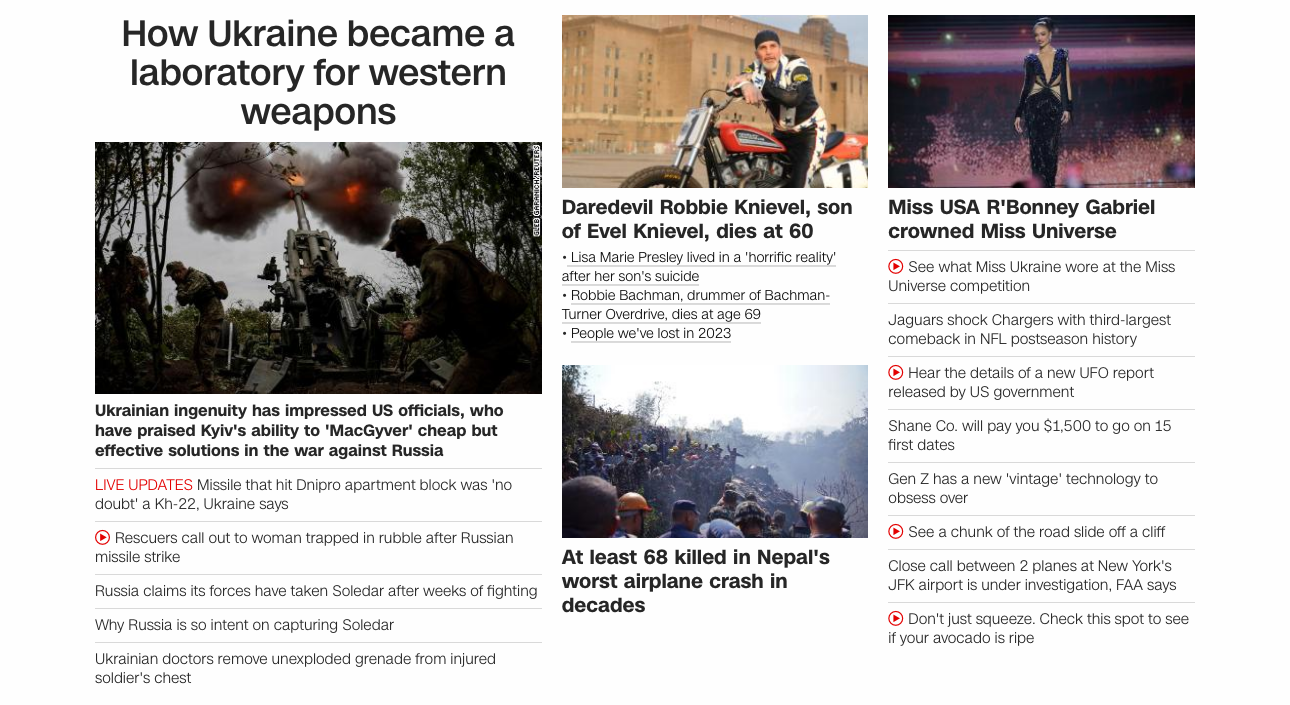 How Ukraine became a
laboratory for western
weapons
GLEB GARANICH/REUTERS
Ukrainian ingenuity has impressed US officials, who
have praised Kyiv's ability to 'MacGyver' cheap but
effective solutions in the war against Russia
LIVE UPDATES Missile that hit Dnipro apartment block was 'no
doubt' a Kh-22, Ukraine says
Rescuers call out to woman trapped in rubble after Russian
missile strike
Russia claims its forces have taken Soledar after weeks of fighting
Why Russia is so intent on capturing Soledar
Ukrainian doctors remove unexploded grenade from injured
soldier's chest
Daredevil Robbie Knievel, son
of Evel Knievel, dies at 60
• Lisa Marie Presley lived in a 'horrific reality'
after her son's suicide
• Robbie Bachman, drummer of Bachman-
Turner Overdrive, dies at age 69
• People we've lost in 2023
At least 68 killed in Nepal's
worst airplane crash in
decades
Miss USA R'Bonney Gabriel
crowned Miss Universe
See what Miss Ukraine wore at the Miss
Universe competition
Jaguars shock Chargers with third-largest
comeback in NFL postseason history
Hear the details of a new UFO report
released by US government
Shane Co. will pay you $1,500 to go on 15
first dates
Gen Z has a new 'vintage' technology to
obsess over
See a chunk of the road slide off a cliff
Close call between 2 planes at New York's
JFK airport is under investigation, FAA says
Don't just squeeze. Check this spot to see
if your avocado is ripe